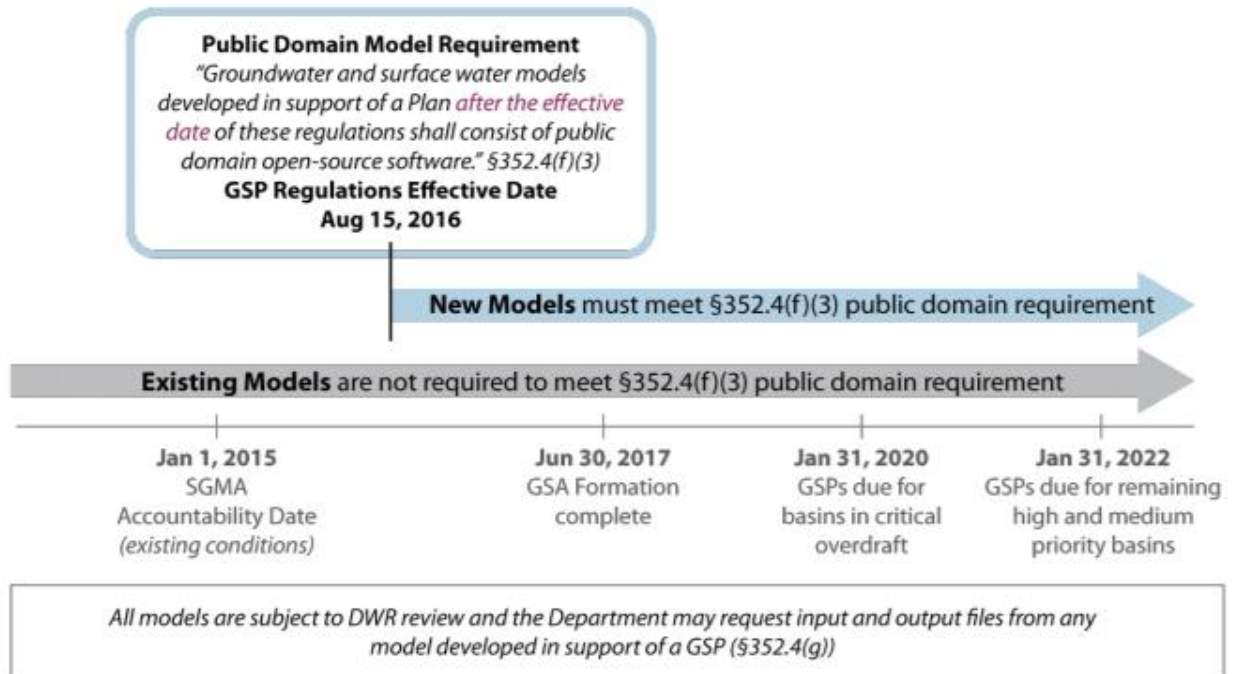 Public Domain Model Requirement
“Groundwater and surface water models
developed in support of a Plan after the effective
date of these regulations shall consist of public
domain open-source software.” §352.4(f)(3)
GSP Regulations Effective Date
Aug 15, 2016
New Models must meet §352.4(f)(3) public domain requirement
Existing Models are not required to meet §352.4(f)(3) public domain requirement
Jan 1, 2015
SGMA
Accountability Date
(existing conditions)
Jun 30, 2017
GSA Formation
complete
Jan 31, 2020
GSPs due for
basins in critical
overdraft
Jan 31, 2022
GSPs due for remaining
high and medium
priority basins
All models are subject to DWR review and the Department may request input and output files from any
model developed in support of a GSP (§352.4(g))